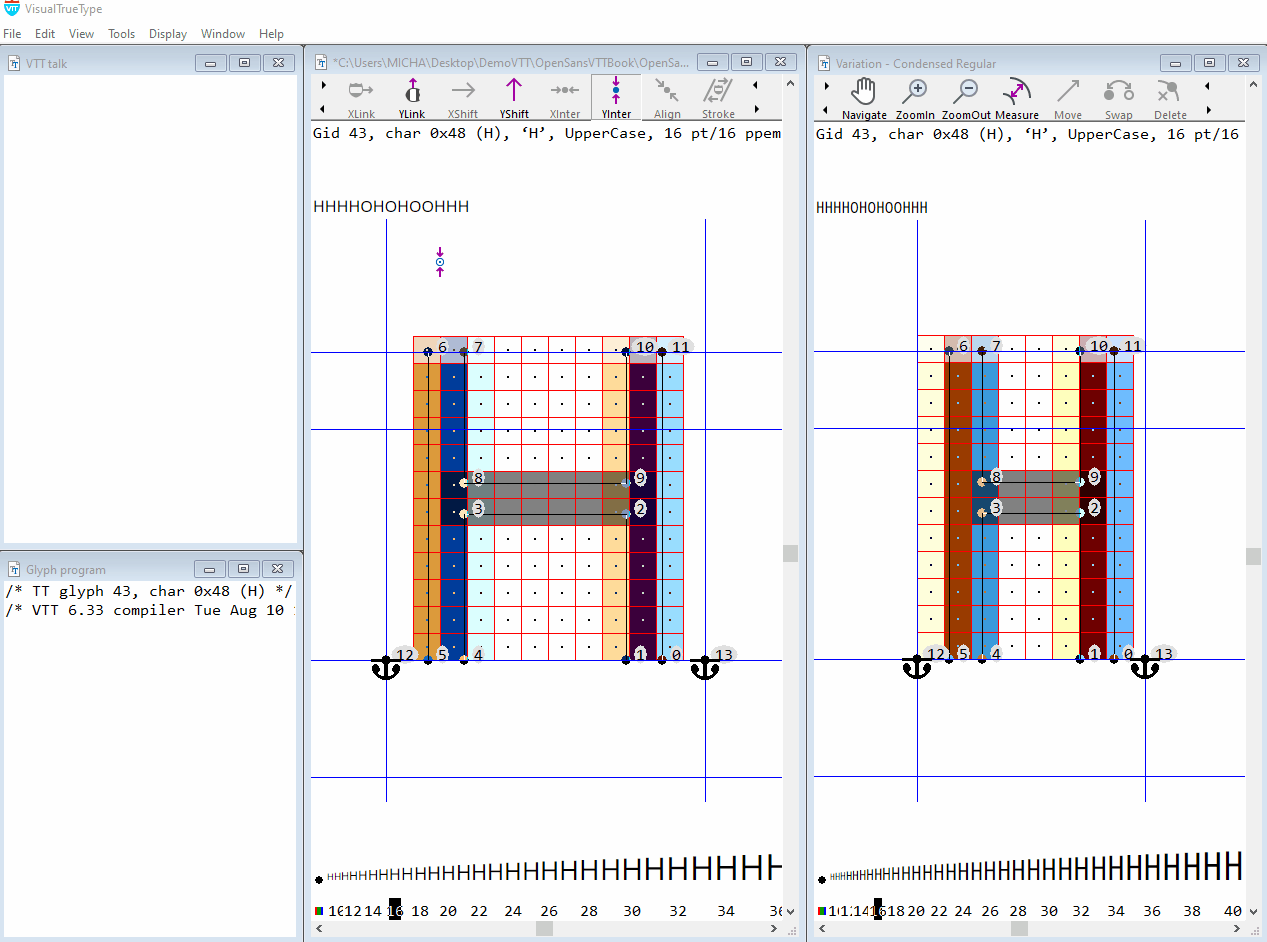 VTT VisualTrueType
File Edit View Tools Display Window Help
VTT talk
Glyph program
/* TT glyph 43, char 0x48 (H) */
/* VTT 6.33 compiler Tue Aug 10
*C:\Users\MICHA\Desktop\DemoVTT\OpenSansVTTBook\OpenSa...
XLink YLink XShift YShift XInter YInter Align Stroke
Gid 43, char 0x48 (H), ‘H’, UpperCase, 16 pt/16 ppem
HHHHOHOHOOHHH
6 7 10 11
8 9
3 2
12 5 4 1 0 13
HHHHHHHHHHHHHHHHHHH
10 12 14 16 18 20 22 24 26 28 30 32 34 36
Variation - Condensed Regular
Navigate ZoomIn ZoomOut Measure Move Swap Delete
Gid 43, char 0x48 (H), ‘H’, UpperCase, 16 pt/16
HHHHOHOHOOHHH
6 7 10 11
8 9
3 2
12 5 4 1 0 13
16 18 20 22 24 26 28 30 32 34 36 38 40